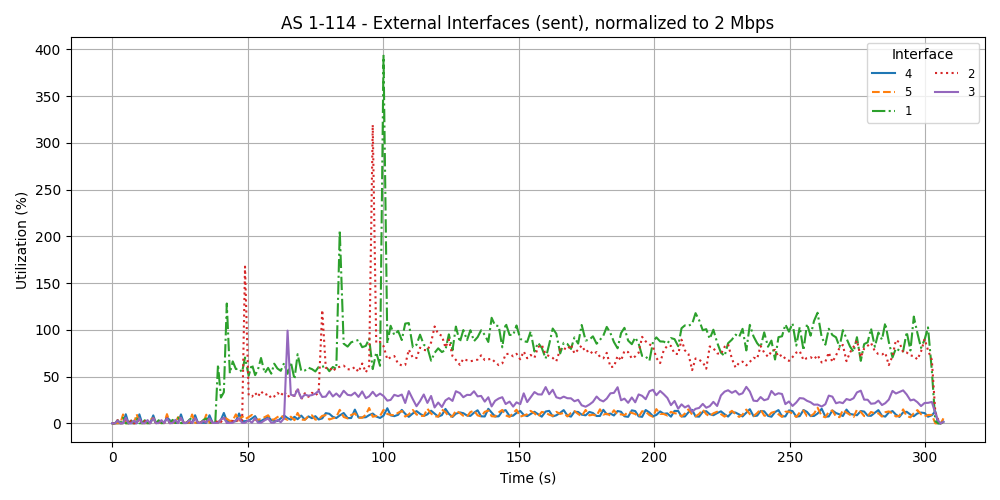 AS 1-114 - External Interfaces (sent), normalized to 2 Mbps
Utilization (%)
400
350
300
250
200
150
100
50
0
Interface
4 2
5 3
1
0 50 100 150 200 250 300
Time (s)